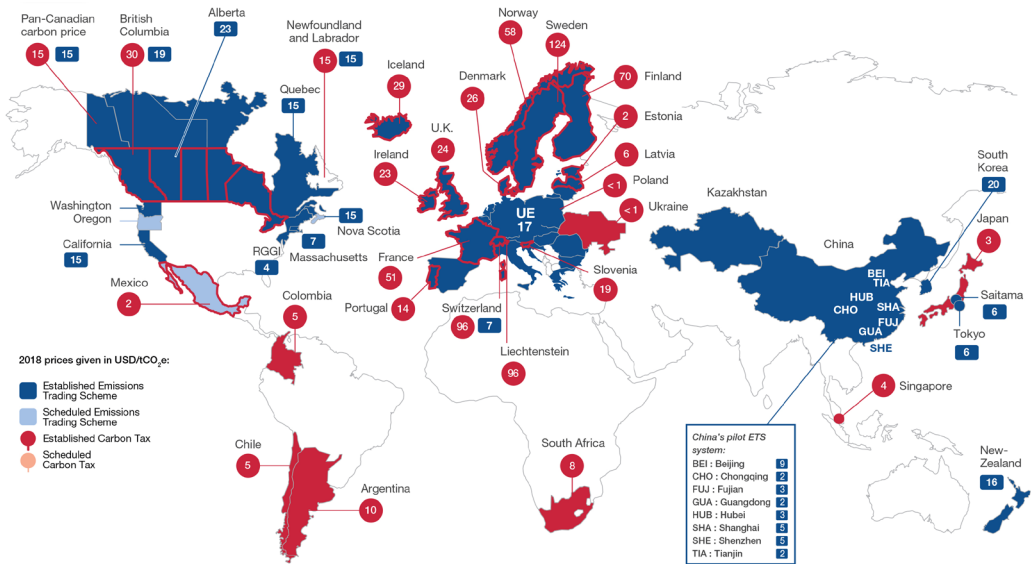 Pan-Canadian
carbon price
15 15
British
Columbia
30 19
Alberta
23
Newfoundland
and Labrador
15 15
Quebec
15
Washington
Oregon
California
15
Nova Scotia
15
Massachusetts
7
RGGI
4
Mexico
2
Colombia
5
Chile
5
Argentina
10
Iceland
29
Ireland
23
U.K.
24
Denmark
26
Norway
58
Sweden
124
Finland
70
Estonia
2
Latvia
6
Poland
<1
Ukraine
<1
UE
17
France
51
Portugal
14
Switzerland
96 7
Liechtenstein
96
Slovenia
19
South Africa
8
Kazakhstan
China
BEI
TIA
HUB
CHO
SHA
FUJ
GUA
SHE
South
Korea
20
Japan
3
Saitama
6
Tokyo
6
Singapore
4
New-
Zealand
16
2018 prices given in USD/tCO₂e:
Established Emissions
Trading Scheme
Scheduled Emissions
Trading Scheme
Established Carbon Tax
Scheduled
Carbon Tax
China's pilot ETS
system:
BEI : Beijing 9
CHO : Chongqing 2
FUJ : Fujian 3
GUA : Guangdong 2
HUB : Hubei 3
SHA : Shanghai 5
SHE : Shenzhen 5
TIA : Tianjin 2